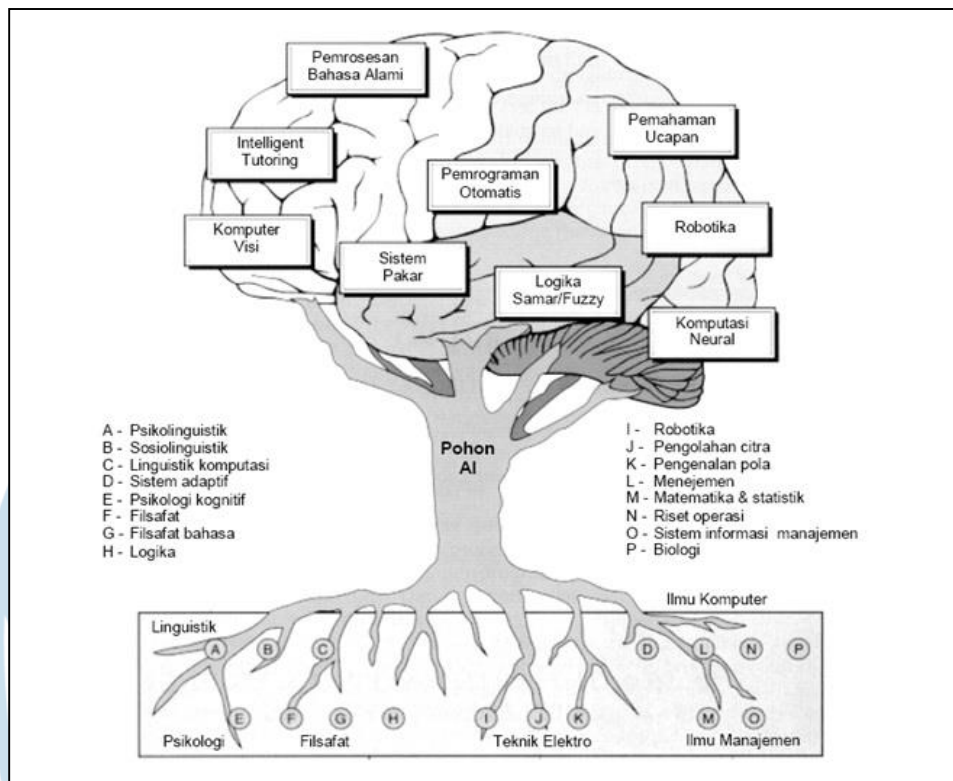 Pemrosesan
Bahasa Alami
Pemahaman
Ucapan
Intelligent
Tutoring
Pemrograman
Otomatis
Komputer
Visi
Robotika
Sistem
Pakar
Logika
Samar/Fuzzy
Komputasi
Neural
Pohon
AI
A - Psikolinguistik
B - Sosiolinguistik
C - Linguistik komputasi
D - Sistem adaptif
E - Psikologi kognitif
F - Filsafat
G - Filsafat bahasa
H - Logika
I - Robotika
J - Pengolahan citra
K - Pengenalan pola
L - Menejemen
M - Matematika & statistik
N - Riset operasi
O - Sistem informasi manajemen
P - Biologi
Ilmu Komputer
Linguistik
A B C D L N P
E F G H I J K M O
Psikologi Filsafat Teknik Elektro Ilmu Manajemen